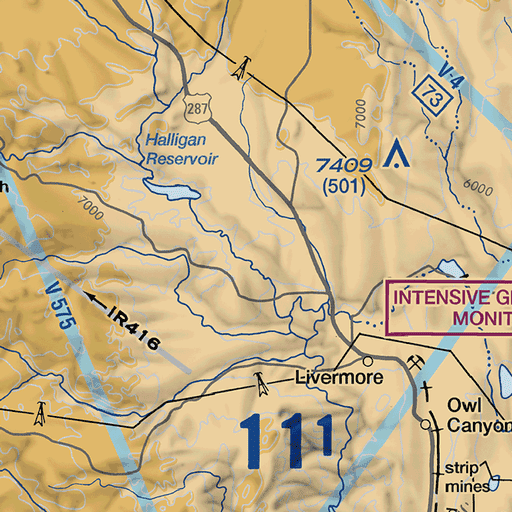 V-4
73
287
7000
Halligan
Reservoir
7409
(501)
6000
h
7000
INTENSIVE G
MONIT
V 575
IR416
Livermore
Owl
Canyon
111
strip
mines